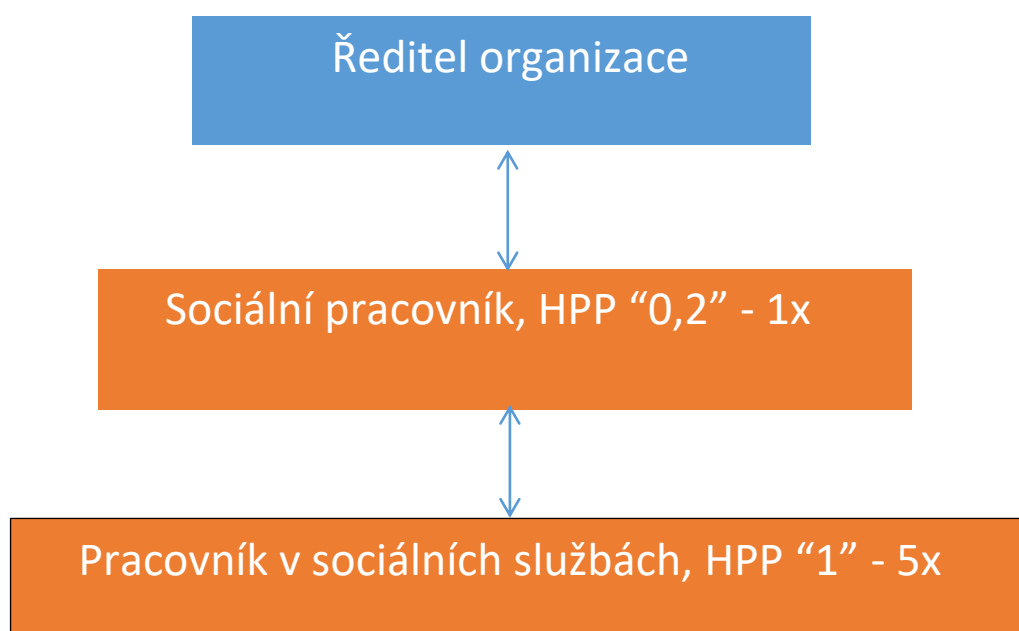 Ředitel organizace
Sociální pracovník, HPP “0,2” - 1x
Pracovník v sociálních službách, HPP “1” - 5x